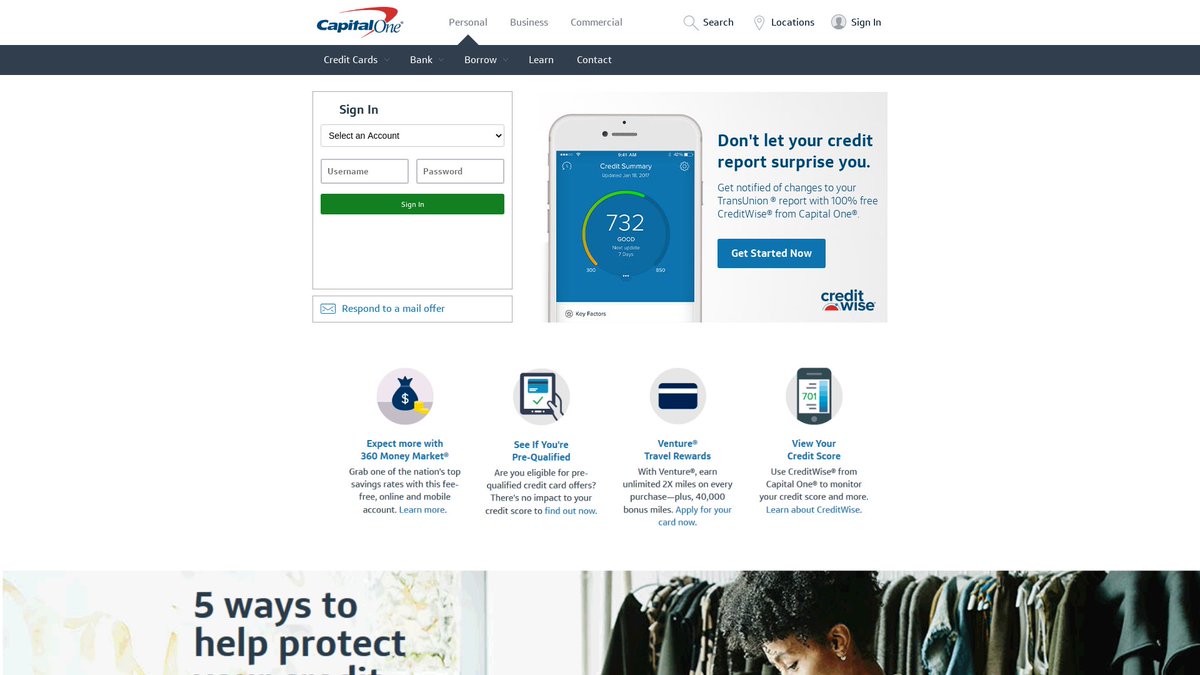 Capital One
Personal
Business
Commercial
Search
Locations
Sign In
Credit Cards
Bank
Borrow
Learn
Contact
Sign In
Select an Account
Username
Password
Sign In
Respond to a mail offer
9:41 AM
42%
Credit Summary
Updated Jan 18, 2017
732
GOOD
Next update
7 Days
300
850
Key Factors
Don't let your credit
report surprise you.
Get notified of changes to your
TransUnion ® report with 100% free
CreditWise® from Capital One®.
Get Started Now
credit
wise
$
701
Expect more with
360 Money Market®
Grab one of the nation's top
savings rates with this fee-
free, online and mobile
account. Learn more.
See If You're
Pre-Qualified
Are you eligible for pre-
qualified credit card offers?
There's no impact to your
credit score to find out now.
Venture®
Travel Rewards
With Venture®, earn
unlimited 2X miles on every
purchase—plus, 40,000
bonus miles. Apply for your
card now.
View Your
Credit Score
Use CreditWise® from
Capital One® to monitor
your credit score and more.
Learn about CreditWise.
5 ways to
help protect
your credit